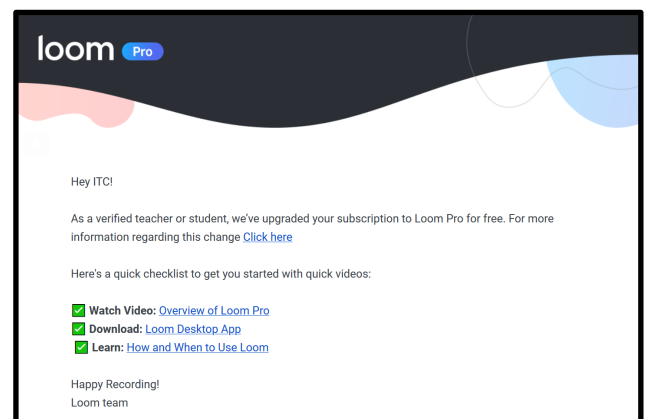 loom Pro
Hey ITC!
As a verified teacher or student, we've upgraded your subscription to Loom Pro for free. For more
information regarding this change Click here
Here's a quick checklist to get you started with quick videos:
✅ Watch Video: Overview of Loom Pro
✅ Download: Loom Desktop App
✅ Learn: How and When to Use Loom
Happy Recording!
Loom team